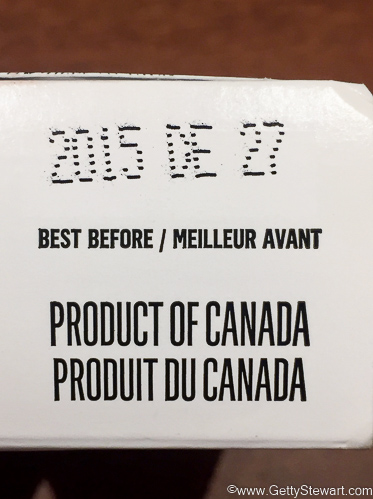 2015 DE 27
BEST BEFORE / MEILLEUR AVANT
PRODUCT OF CANADA
PRODUIT DU CANADA
©www.GettyStewart.com